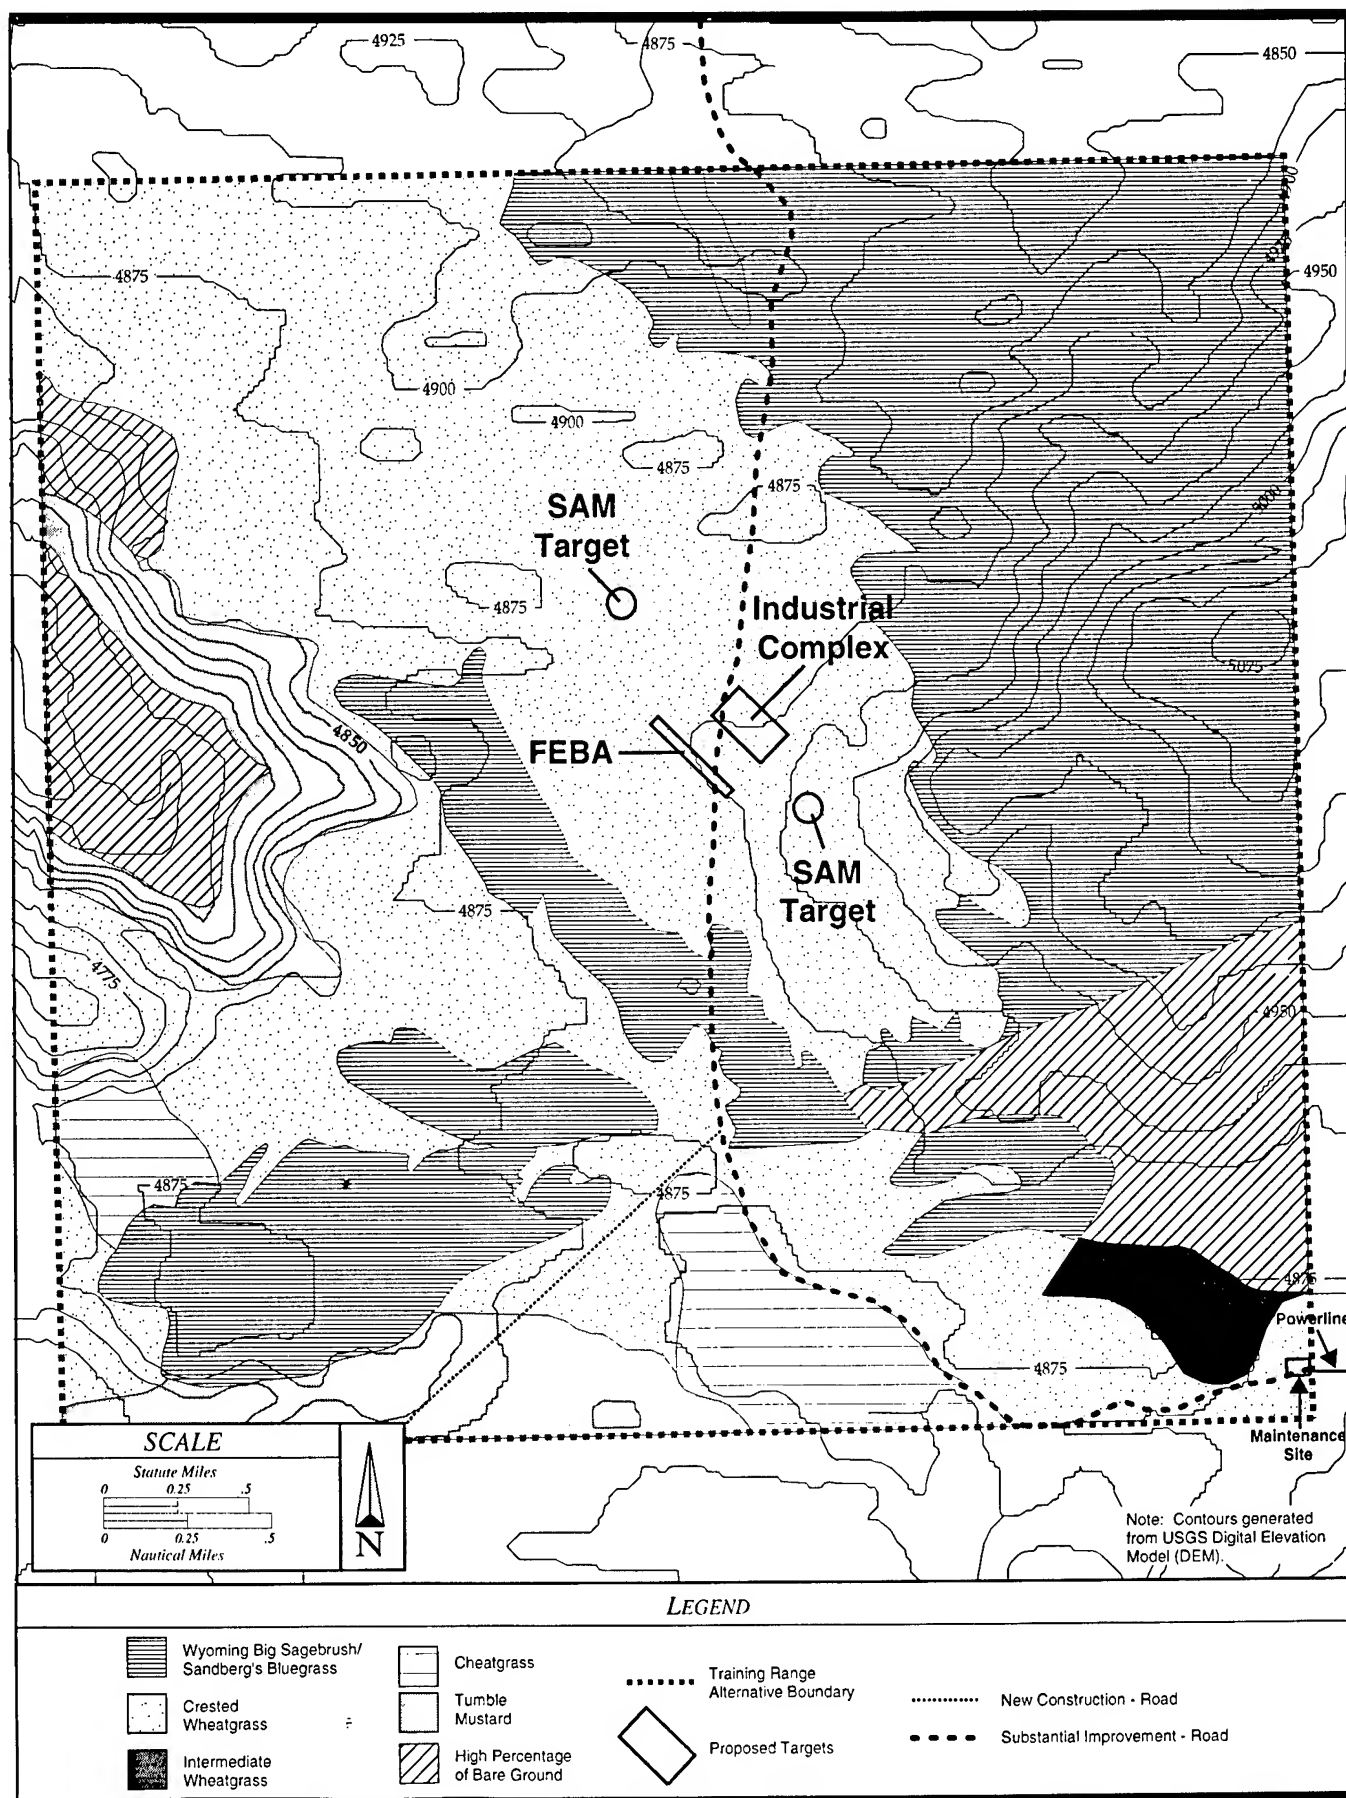 4925
4875
4850
4950
4875
4900
4900
4875
4875
SAM
Target
5000
4875
Industrial
Complex
5075
4850
FEBA
SAM
Target
4875
4775
4950
4875
4875
4875
Powerline
4875
Maintenance
Site
SCALE
Statute Miles
0 0.25 .5
0 0.25 .5
Nautical Miles
N
Note: Contours generated
from USGS Digital Elevation
Model (DEM).
LEGEND
Wyoming Big Sagebrush/
Sandberg's Bluegrass
Crested
Wheatgrass
Intermediate
Wheatgrass
Cheatgrass
Tumble
Mustard
High Percentage
of Bare Ground
Training Range
Alternative Boundary
Proposed Targets
New Construction - Road
Substantial Improvement - Road